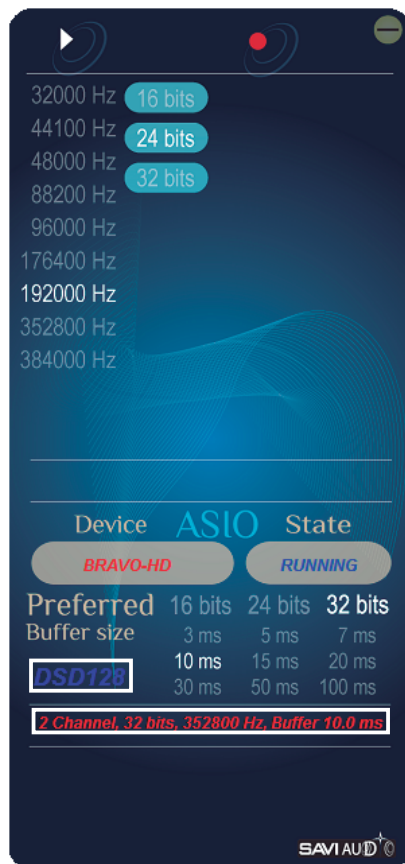 32000 Hz 16 bits
44100 Hz 24 bits
48000 Hz 32 bits
88200 Hz
96000 Hz
176400 Hz
192000 Hz
352800 Hz
384000 Hz
Device ASIO State
BRAVO-HD RUNNING
Preferred 16 bits 24 bits 32 bits
Buffer size 3 ms 5 ms 7 ms
10 ms 15 ms 20 ms
DSD128 30 ms 50 ms 100 ms
2 Channel, 32 bits, 352800 Hz, Buffer 10.0 ms
SAVI AUDIO